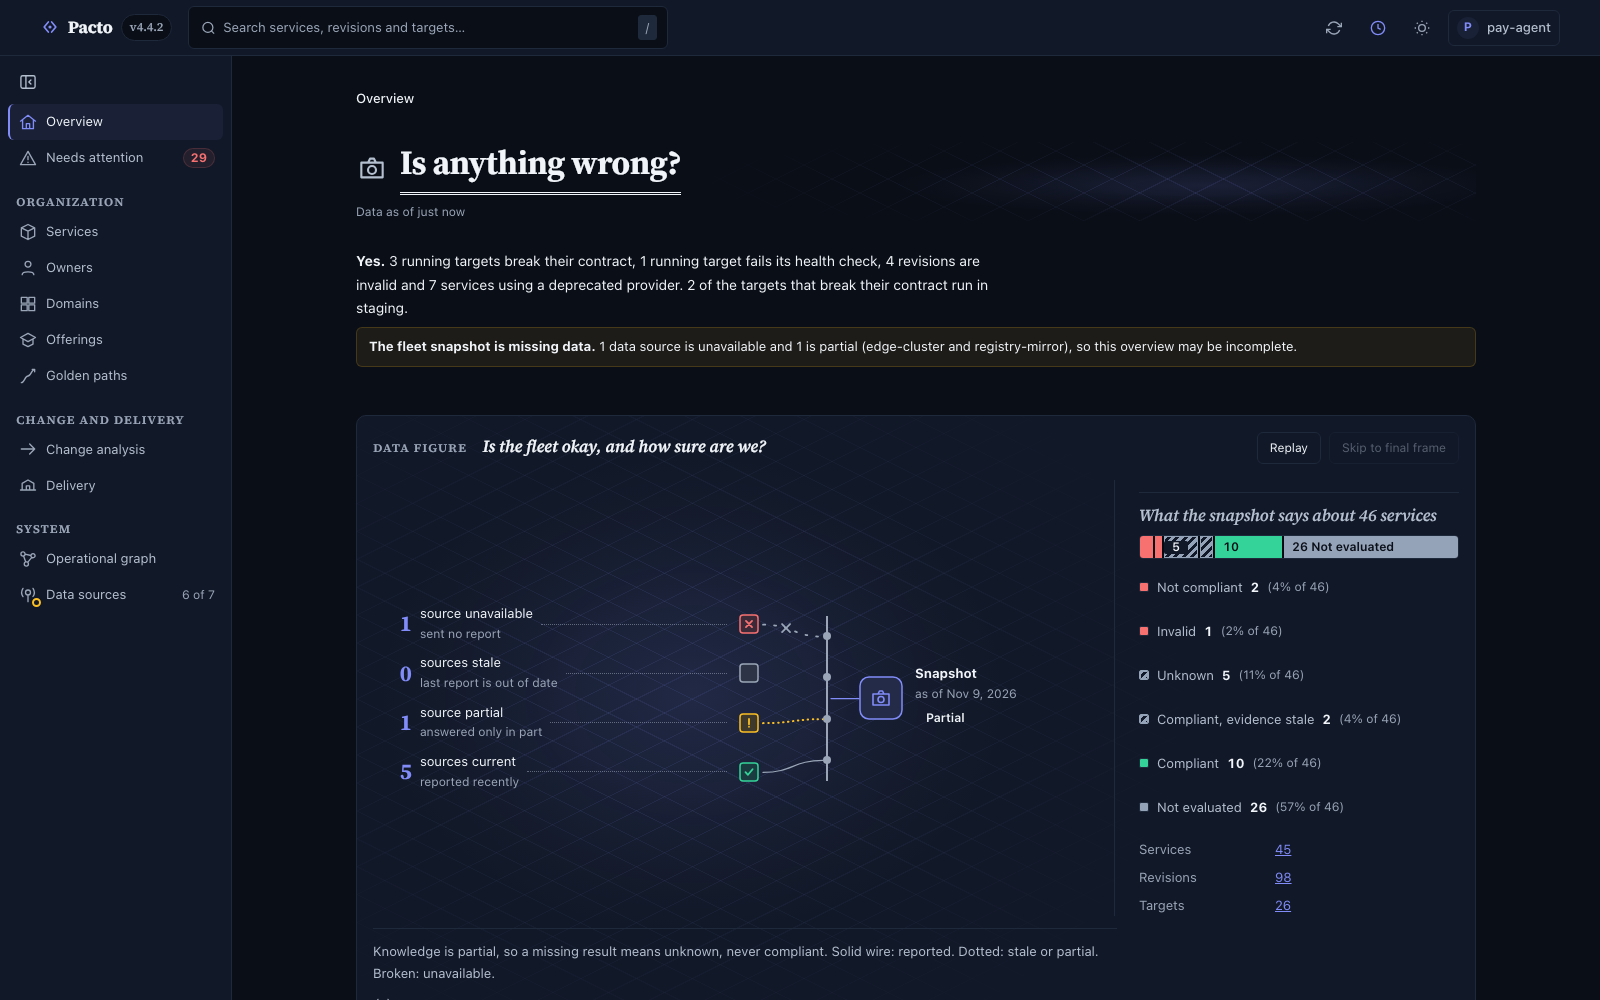 Pacto v4.4.2
Search services, revisions and targets... /
P pay-agent
Overview
Needs attention 29
ORGANIZATION
Services
Owners
Domains
Offerings
Golden paths
CHANGE AND DELIVERY
Change analysis
Delivery
SYSTEM
Operational graph
Data sources 6 of 7
Overview
Is anything wrong?
Data as of just now
Yes. 3 running targets break their contract, 1 running target fails its health check, 4 revisions are
invalid and 7 services using a deprecated provider. 2 of the targets that break their contract run in
staging.
The fleet snapshot is missing data. 1 data source is unavailable and 1 is partial (edge-cluster and registry-mirror), so this overview may be incomplete.
DATA FIGURE Is the fleet okay, and how sure are we?
Replay
Skip to final frame
1 source unavailable
sent no report
0 sources stale
last report is out of date
1 source partial
answered only in part
5 sources current
reported recently
Snapshot
as of Nov 9, 2026
Partial
What the snapshot says about 46 services
5 10 26 Not evaluated
Not compliant 2 (4% of 46)
Invalid 1 (2% of 46)
Unknown 5 (11% of 46)
Compliant, evidence stale 2 (4% of 46)
Compliant 10 (22% of 46)
Not evaluated 26 (57% of 46)
Services 45
Revisions 98
Targets 26
Knowledge is partial, so a missing result means unknown, never compliant. Solid wire: reported. Dotted: stale or partial.
Broken: unavailable.